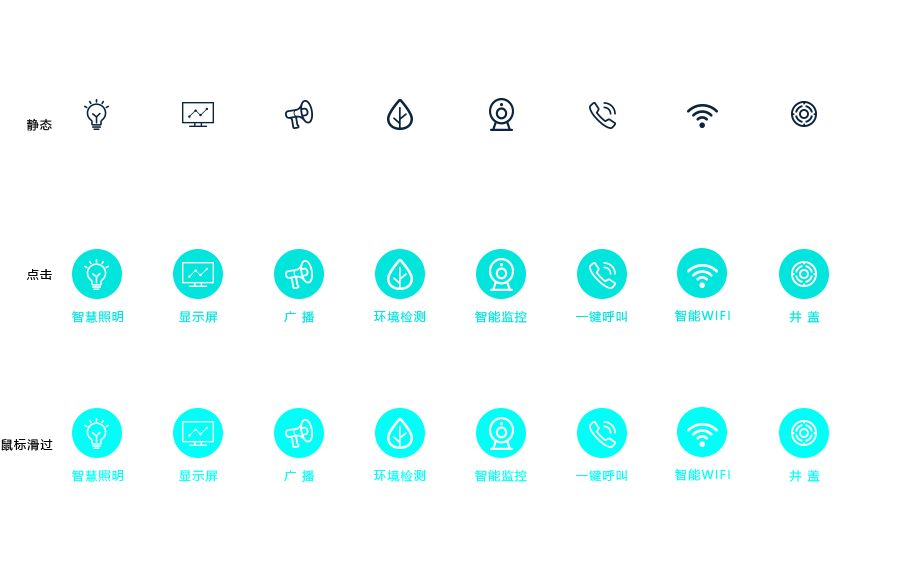 静态
点击
智慧照明 显示屏 广 播 环境检测 智能监控 一键呼叫 智能WIFI 井 盖
鼠标滑过
智慧照明 显示屏 广 播 环境检测 智能监控 一键呼叫 智能WIFI 井 盖